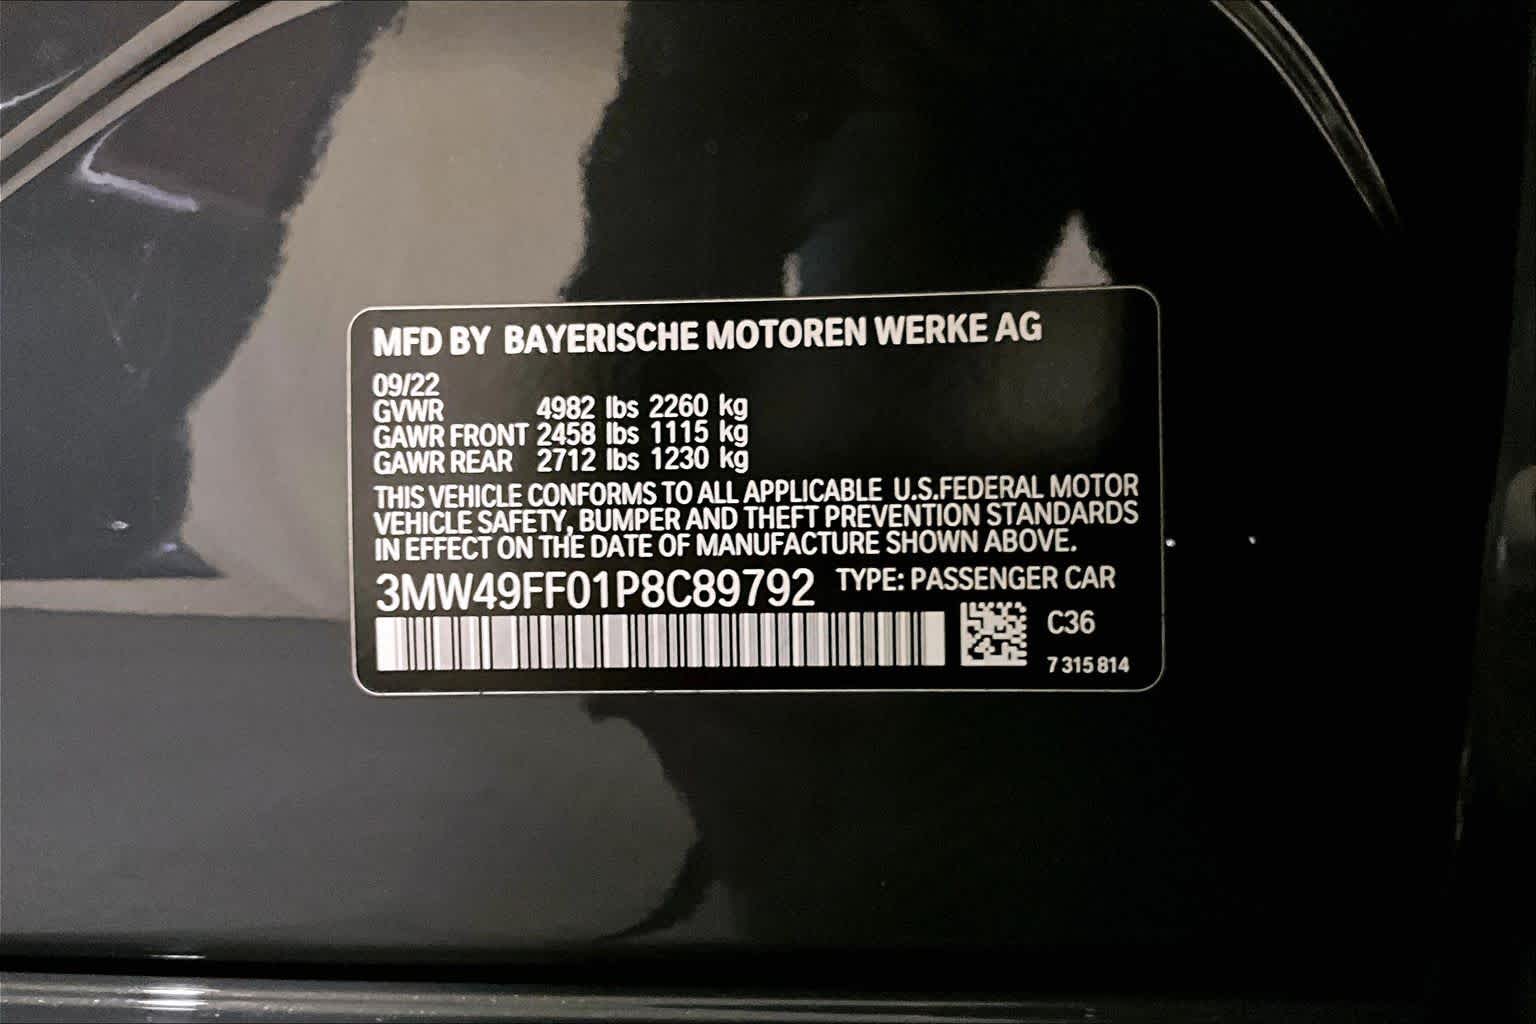 MFD BY BAYERISCHE MOTOREN WERKE AG
09/22
GVWR 4982 lbs 2260 kg
GAWR FRONT 2458 lbs 1115 kg
GAWR REAR 2712 lbs 1230 kg
THIS VEHICLE CONFORMS TO ALL APPLICABLE U.S.FEDERAL MOTOR
VEHICLE SAFETY, BUMPER AND THEFT PREVENTION STANDARDS
IN EFFECT ON THE DATE OF MANUFACTURE SHOWN ABOVE.
3MW49FF01P8C89792 TYPE: PASSENGER CAR
C36
7 315 814